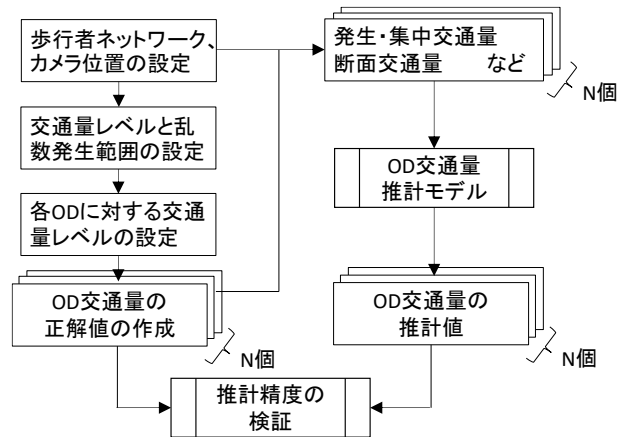 歩行者ネットワーク、
カメラ位置の設定
交通量レベルと乱
数発生範囲の設定
各ODに対する交通
量レベルの設定
OD交通量の
正解値の作成
N個
発生・集中交通量
断面交通量 など
N個
OD交通量
推計モデル
OD交通量の
推計値
N個
推計精度の
検証